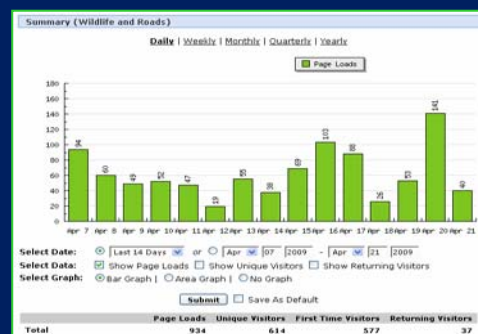 Summary (Wildlife and Roads)
Daily | Weekly | Monthly | Quarterly | Yearly
Page Loads
180
160
140
120
100
80
60
40
20
0
94
60
49
52
47
19
55
38
69
103
88
26
53
141
40
Apr 7 Apr 8 Apr 9 Apr 10 Apr 11 Apr 12 Apr 13 Apr 14 Apr 15 Apr 16 Apr 17 Apr 18 Apr 19 Apr 20 Apr 21
Select Date: Last 14 Days or Apr 07 2009 - Apr 21 2009
Select Data: Show Page Loads Show Unique Visitors Show Returning Visitors
Select Graph: Bar Graph | Area Graph | No Graph
Submit Save As Default
Page Loads Unique Visitors First Time Visitors Returning Visitors
Total 934 614 577 37